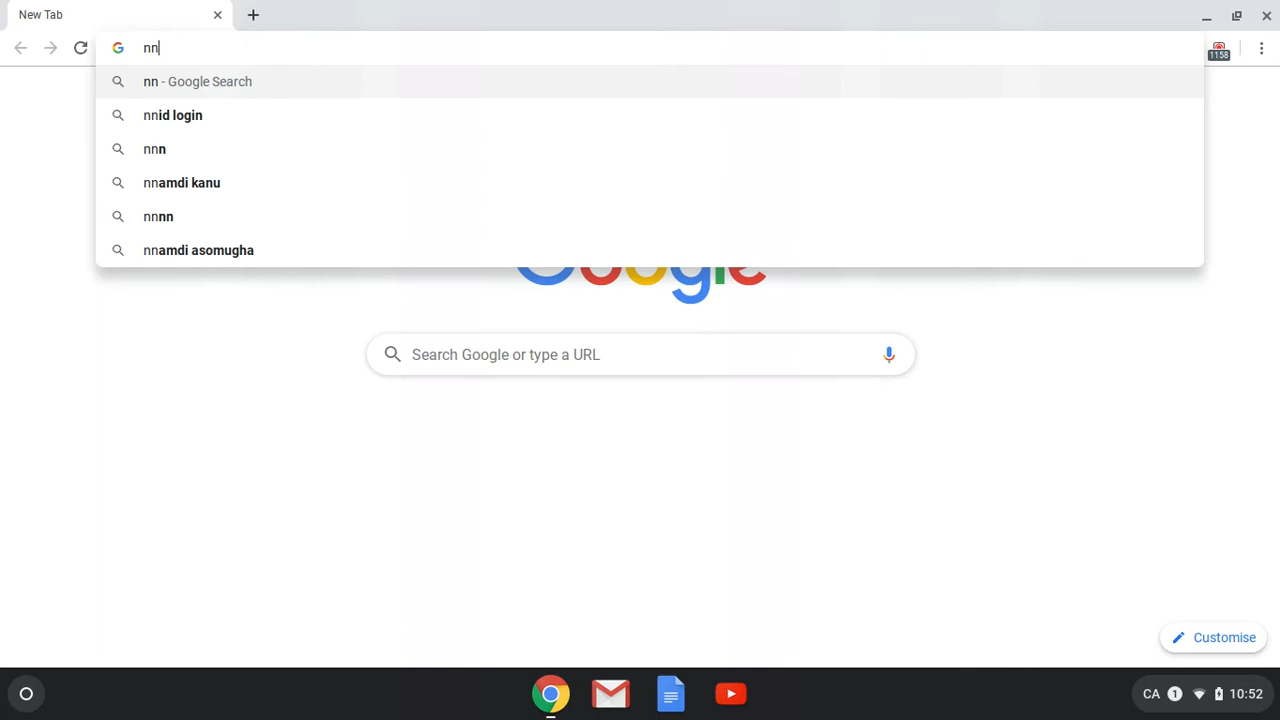 New Tab
nn
1158
nn - Google Search
nnid login
nnn
nnamdi kanu
nnnn
nnamdi asomugha
Google
Search Google or type a URL
Customise
CA 1 10:52